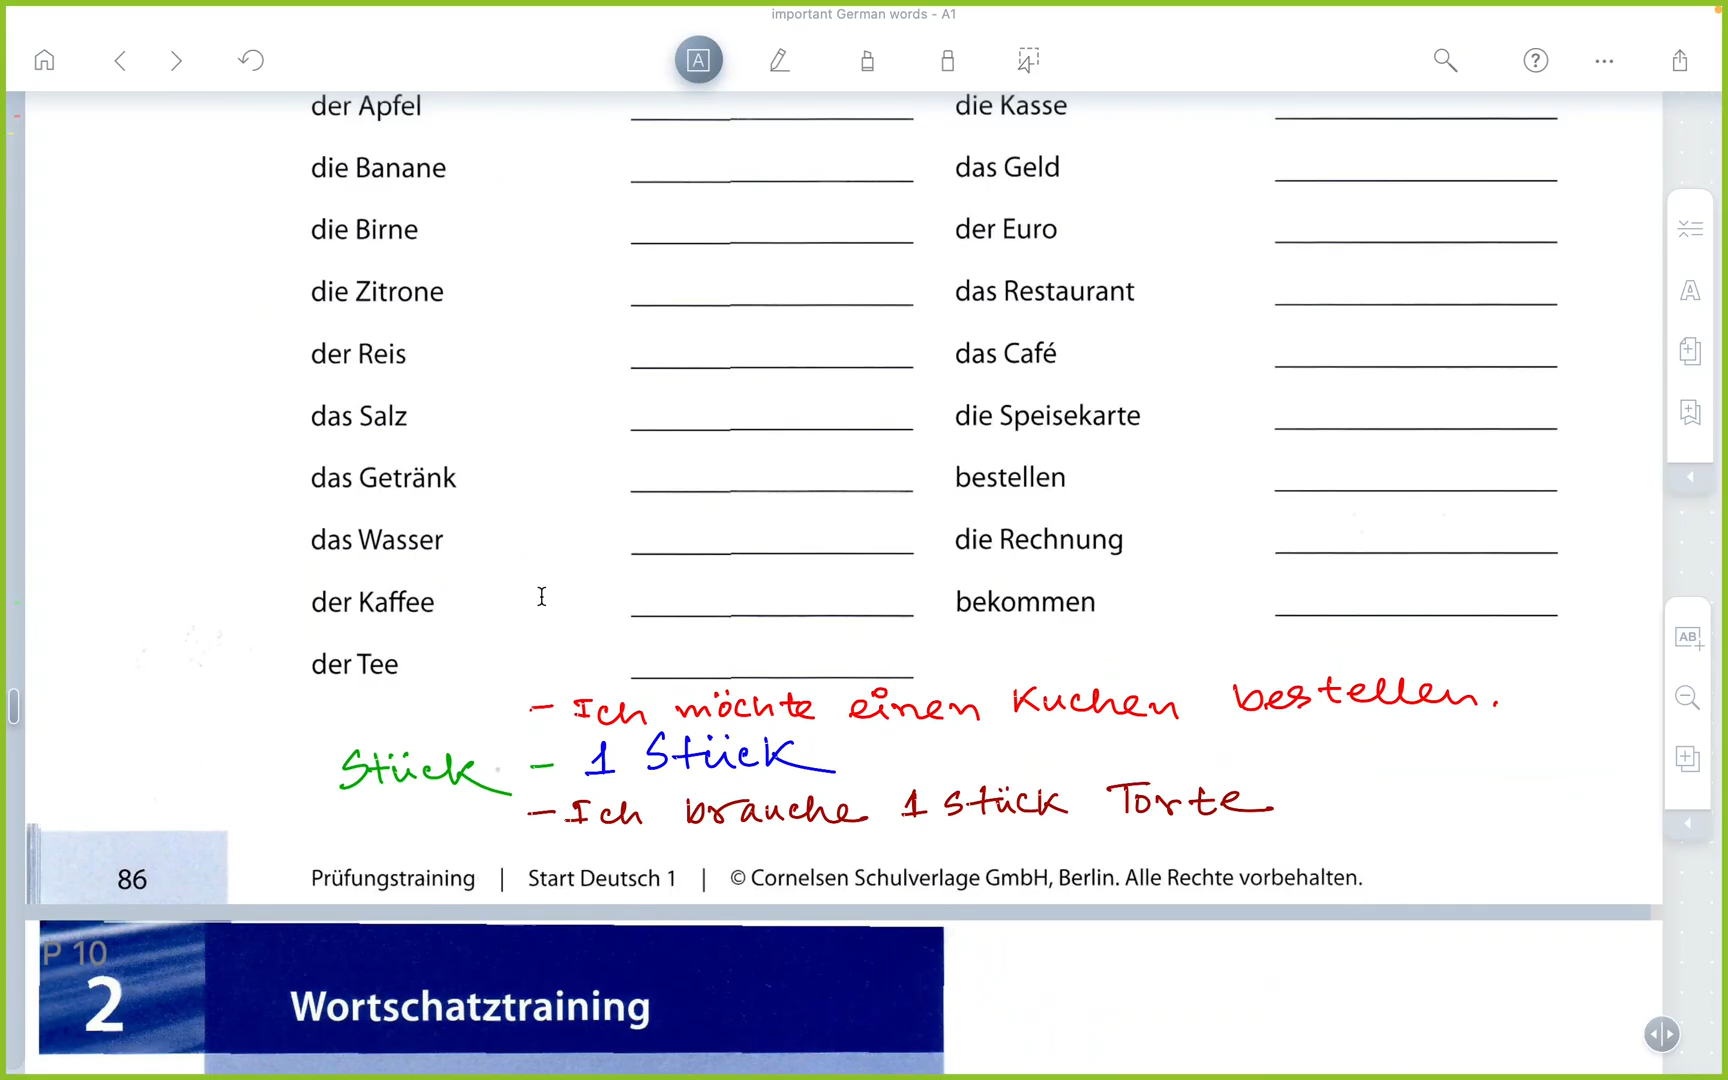 important German words - A1
der Apfel
die Banane
die Birne
die Zitrone
der Reis
das Salz
das Getränk
das Wasser
der Kaffee
der Tee
die Kasse
das Geld
der Euro
das Restaurant
das Café
die Speisekarte
bestellen
die Rechnung
bekommen
- Ich möchte einen Kuchen bestellen.
Stück - 1 Stück
- Ich brauche 1 Stück Torte
86 Prüfungstraining | Start Deutsch 1 | © Cornelsen Schulverlage GmbH, Berlin. Alle Rechte vorbehalten.
P 10
2 Wortschatztraining